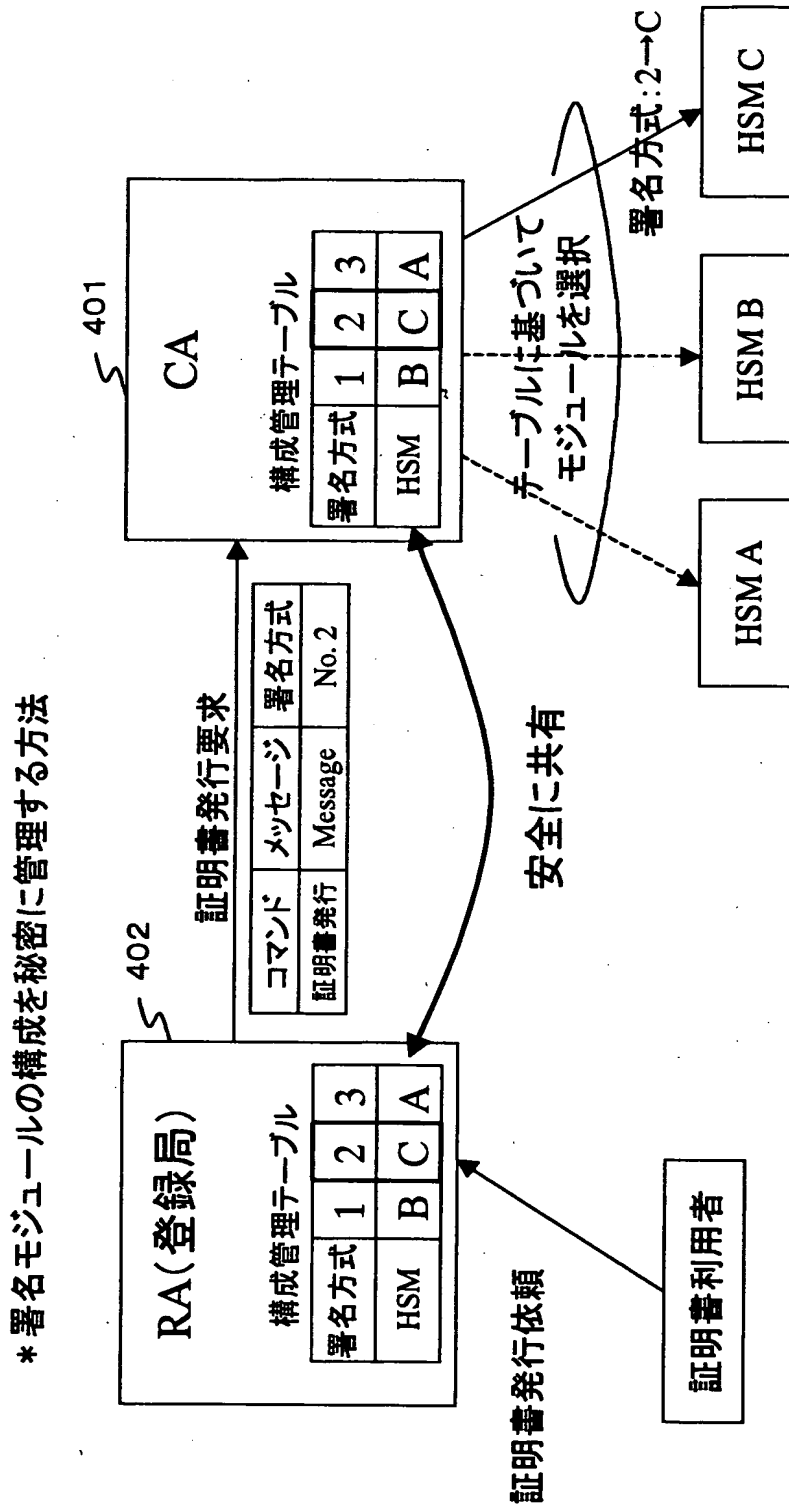 *署名モジュールの構成を秘密に管理する方法
402
RA(登録局)
構成管理テーブル
署名方式 1 2 3
HSM B C A
証明書発行依頼
証明書利用者
証明書発行要求
コマンド メッセージ 署名方式
証明書発行 Message No. 2
安全に共有
401
CA
構成管理テーブル
署名方式 1 2 3
HSM B C A
テーブルに基づいて
モジュールを選択
署名方式:2→C
HSM A
HSM B
HSM C